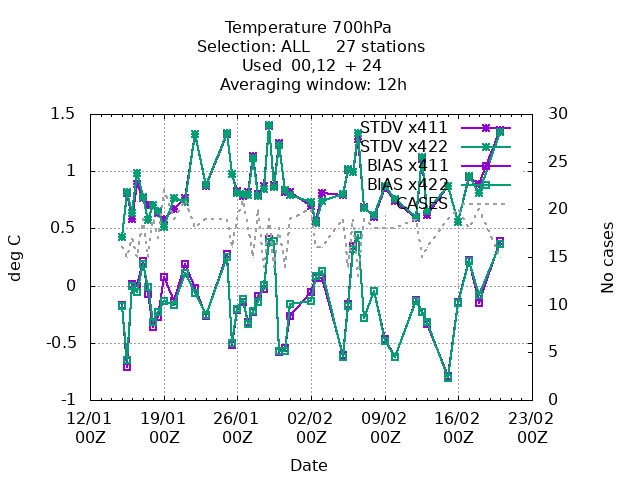 Temperature 700hPa
Selection: ALL 27 stations
Used 00,12 + 24
Averaging window: 12h
STDV x411
STDV x422
BIAS x411
BIAS x422
CASES
1.5
1
0.5
0
-0.5
-1
deg C
30
25
20
15
10
5
0
No cases
12/01 19/01 26/01 02/02 09/02 16/02 23/02
00Z 00Z 00Z 00Z 00Z 00Z 00Z
Date